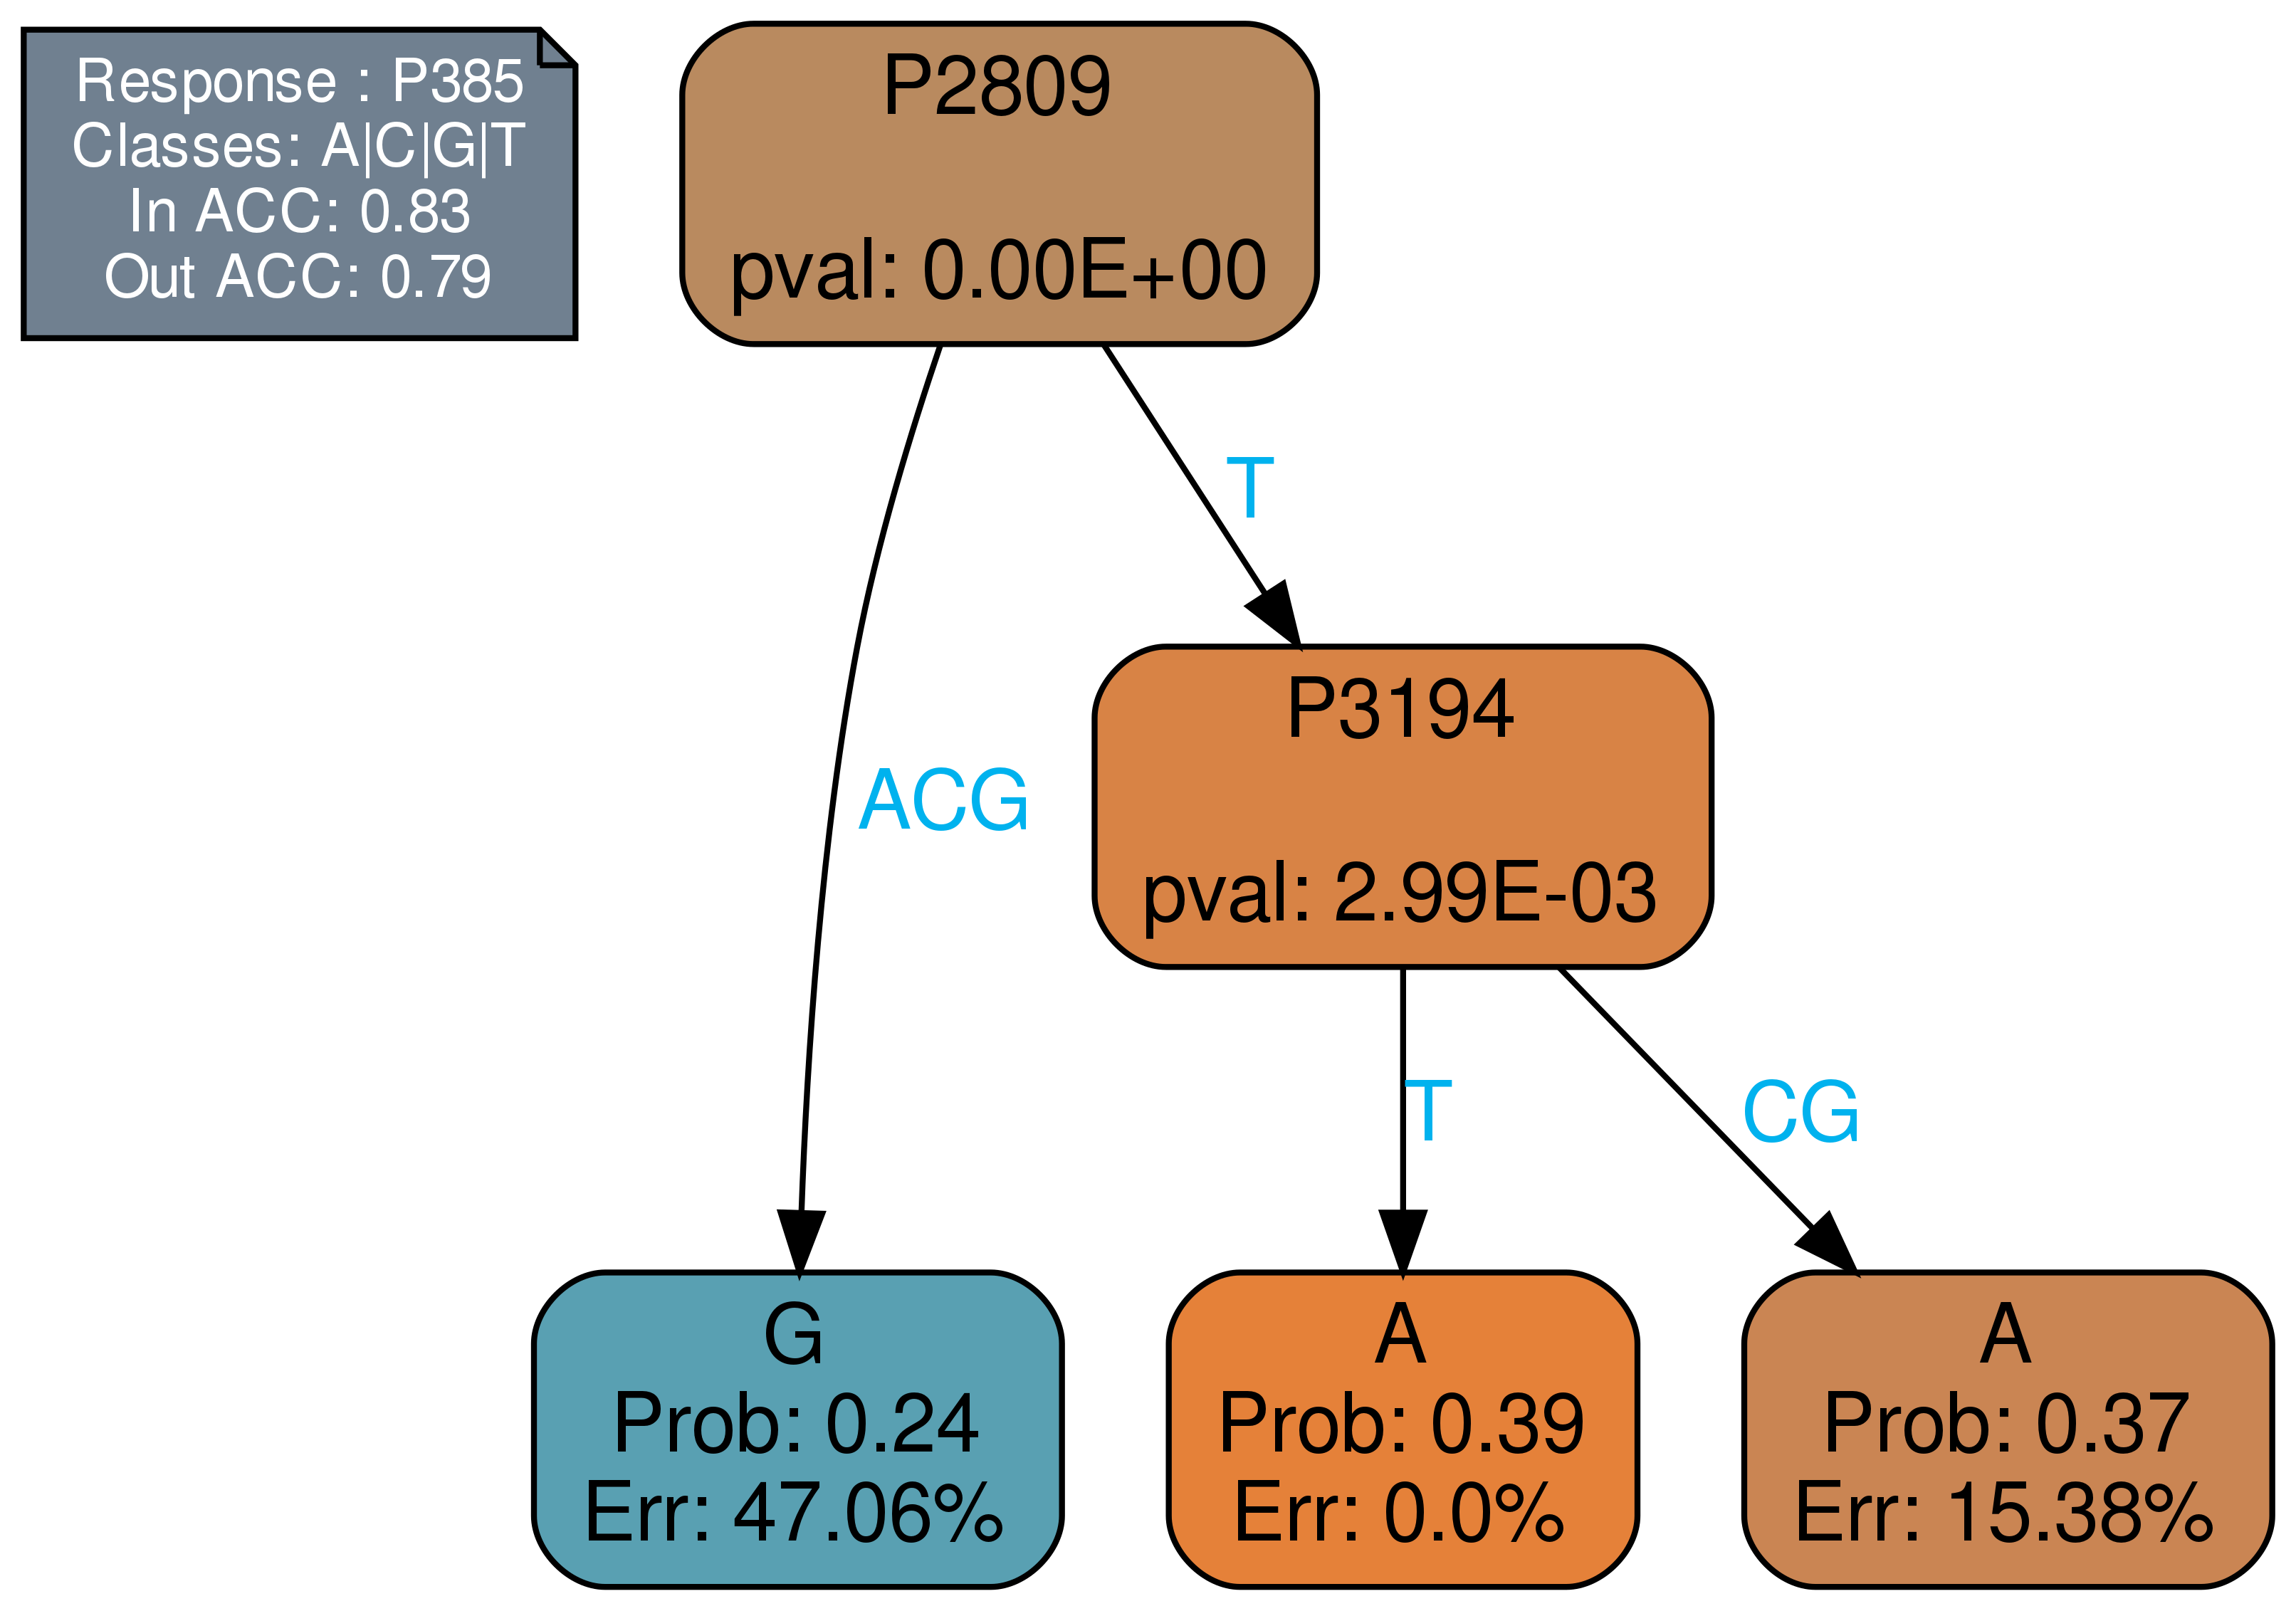 Response : P385
Classes: A|C|G|T
In ACC: 0.83
Out ACC: 0.79
P2809
pval: 0.00E+00
T
P3194
pval: 2.99E-03
ACG
T
CG
G
Prob: 0.24
Err: 47.06%
A
Prob: 0.39
Err: 0.0%
A
Prob: 0.37
Err: 15.38%